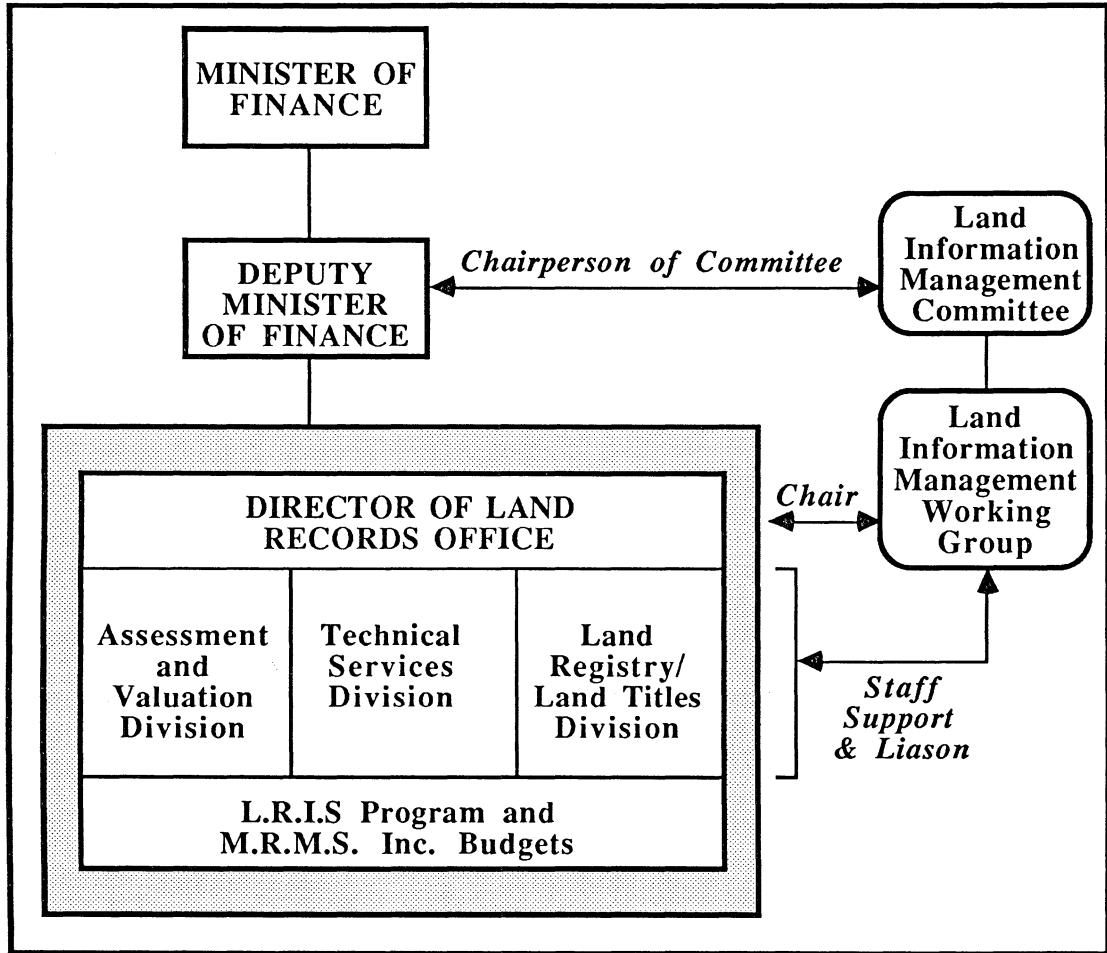 MINISTER OF
FINANCE
DEPUTY
MINISTER
OF FINANCE
Chairperson of Committee
Land
Information
Management
Committee
Land
Information
Management
Working
Group
Chair
DIRECTOR OF LAND
RECORDS OFFICE
Assessment
and
Valuation
Division
Technical
Services
Division
Land
Registry/
Land Titles
Division
Staff
Support
& Liason
L.R.I.S Program and
M.R.M.S. Inc. Budgets